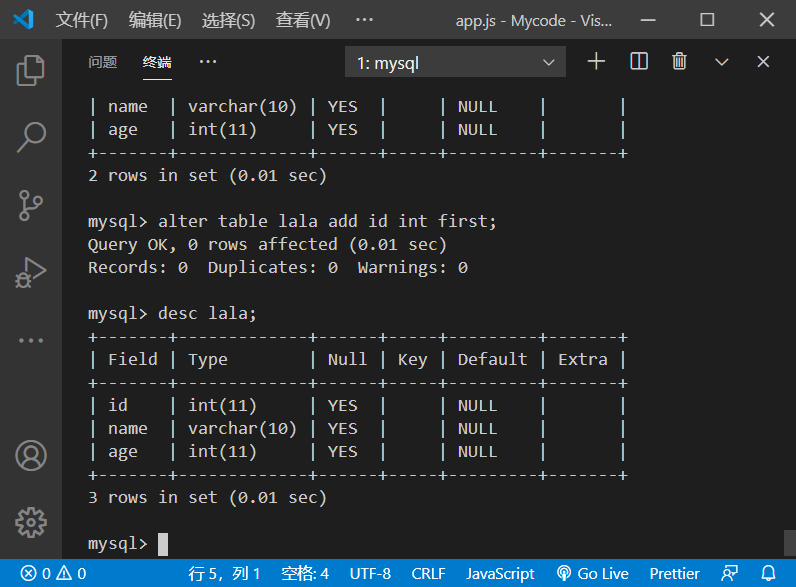 文件(F) 编辑(E) 选择(S) 查看(V) ··· app.js - Mycode - Vis...
问题 终端 ··· 1: mysql
| name  | varchar(10) | YES  |     | NULL    |       |
| age   | int(11)     | YES  |     | NULL    |       |
+-------+-------------+------+-----+---------+-------+
2 rows in set (0.01 sec)
mysql> alter table lala add id int first;
Query OK, 0 rows affected (0.01 sec)
Records: 0  Duplicates: 0  Warnings: 0
mysql> desc lala;
+-------+-------------+------+-----+---------+-------+
| Field | Type        | Null | Key | Default | Extra |
+-------+-------------+------+-----+---------+-------+
| id    | int(11)     | YES  |     | NULL    |       |
| name  | varchar(10) | YES  |     | NULL    |       |
| age   | int(11)     | YES  |     | NULL    |       |
+-------+-------------+------+-----+---------+-------+
3 rows in set (0.01 sec)
mysql>
0 0 行 5，列 1 空格: 4 UTF-8 CRLF JavaScript Go Live Prettier